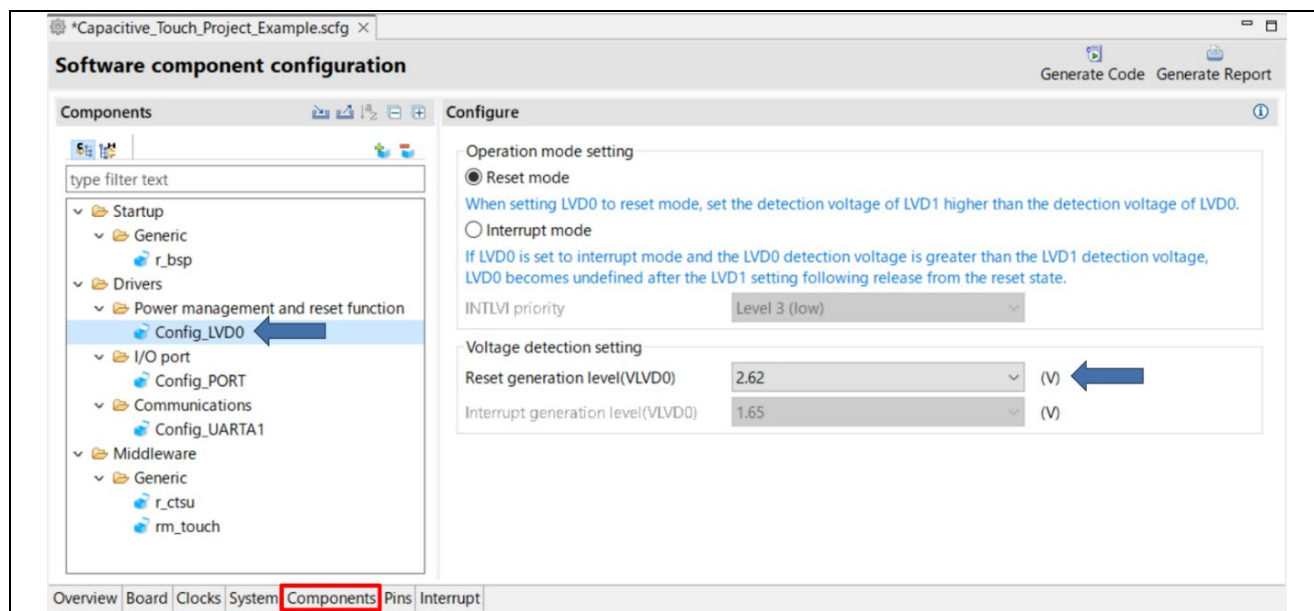 *Capacitive_Touch_Project_Example.scfg
Software component configuration
Generate Code Generate Report
Components
Configure
type filter text
Startup
Generic
r_bsp
Drivers
Power management and reset function
Config_LVD0
I/O port
Config_PORT
Communications
Config_UARTA1
Middleware
Generic
r_ctsu
rm_touch
Operation mode setting
Reset mode
When setting LVD0 to reset mode, set the detection voltage of LVD1 higher than the detection voltage of LVD0.
Interrupt mode
If LVD0 is set to interrupt mode and the LVD0 detection voltage is greater than the LVD1 detection voltage,
LVD0 becomes undefined after the LVD1 setting following release from the reset state.
INTLVI priority Level 3 (low)
Voltage detection setting
Reset generation level(VLVD0) 2.62 (V)
Interrupt generation level(VLVD0) 1.65 (V)
Overview Board Clocks System Components Pins Interrupt